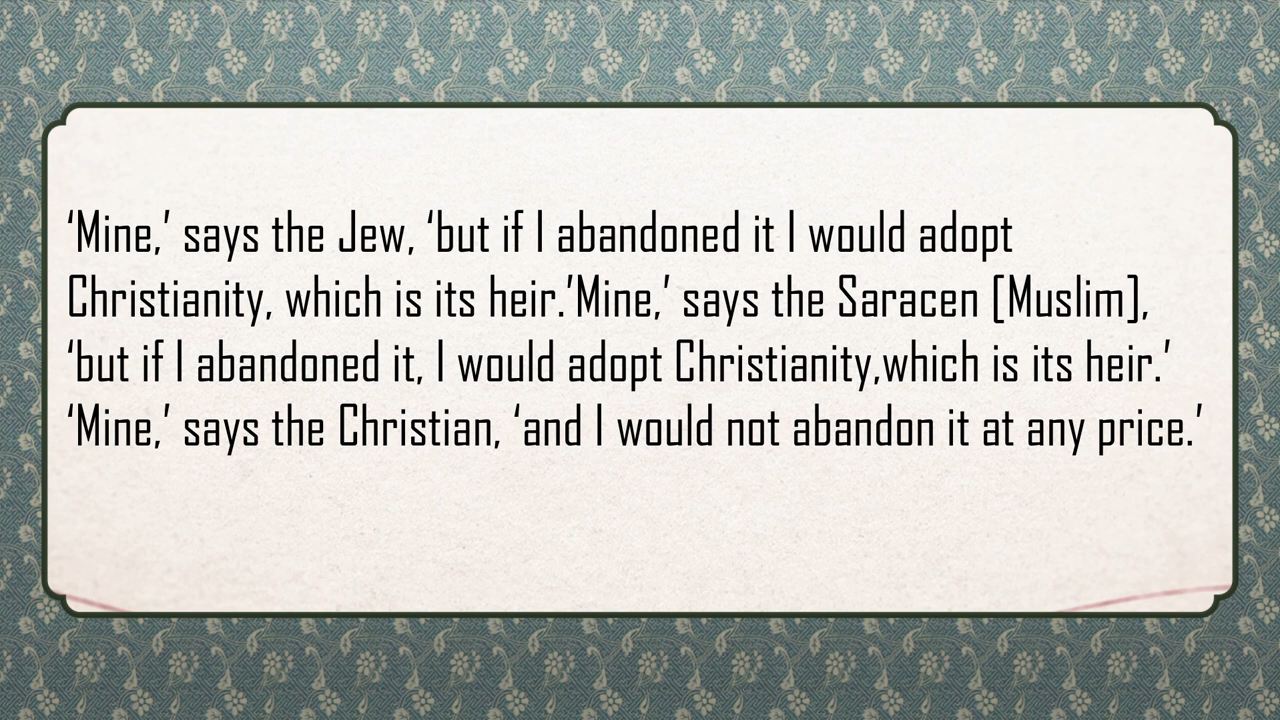 ‘Mine,’ says the Jew, ‘but if I abandoned it I would adopt
Christianity, which is its heir.’Mine,’ says the Saracen [Muslim],
‘but if I abandoned it, I would adopt Christianity,which is its heir.’
‘Mine,’ says the Christian, ‘and I would not abandon it at any price.’